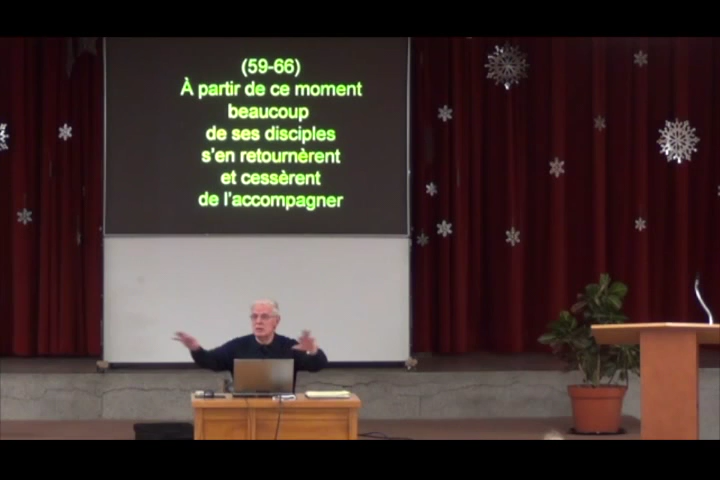 (59-66)
À partir de ce moment
beaucoup
de ses disciples
s'en retournèrent
et cessèrent
de l'accompagner